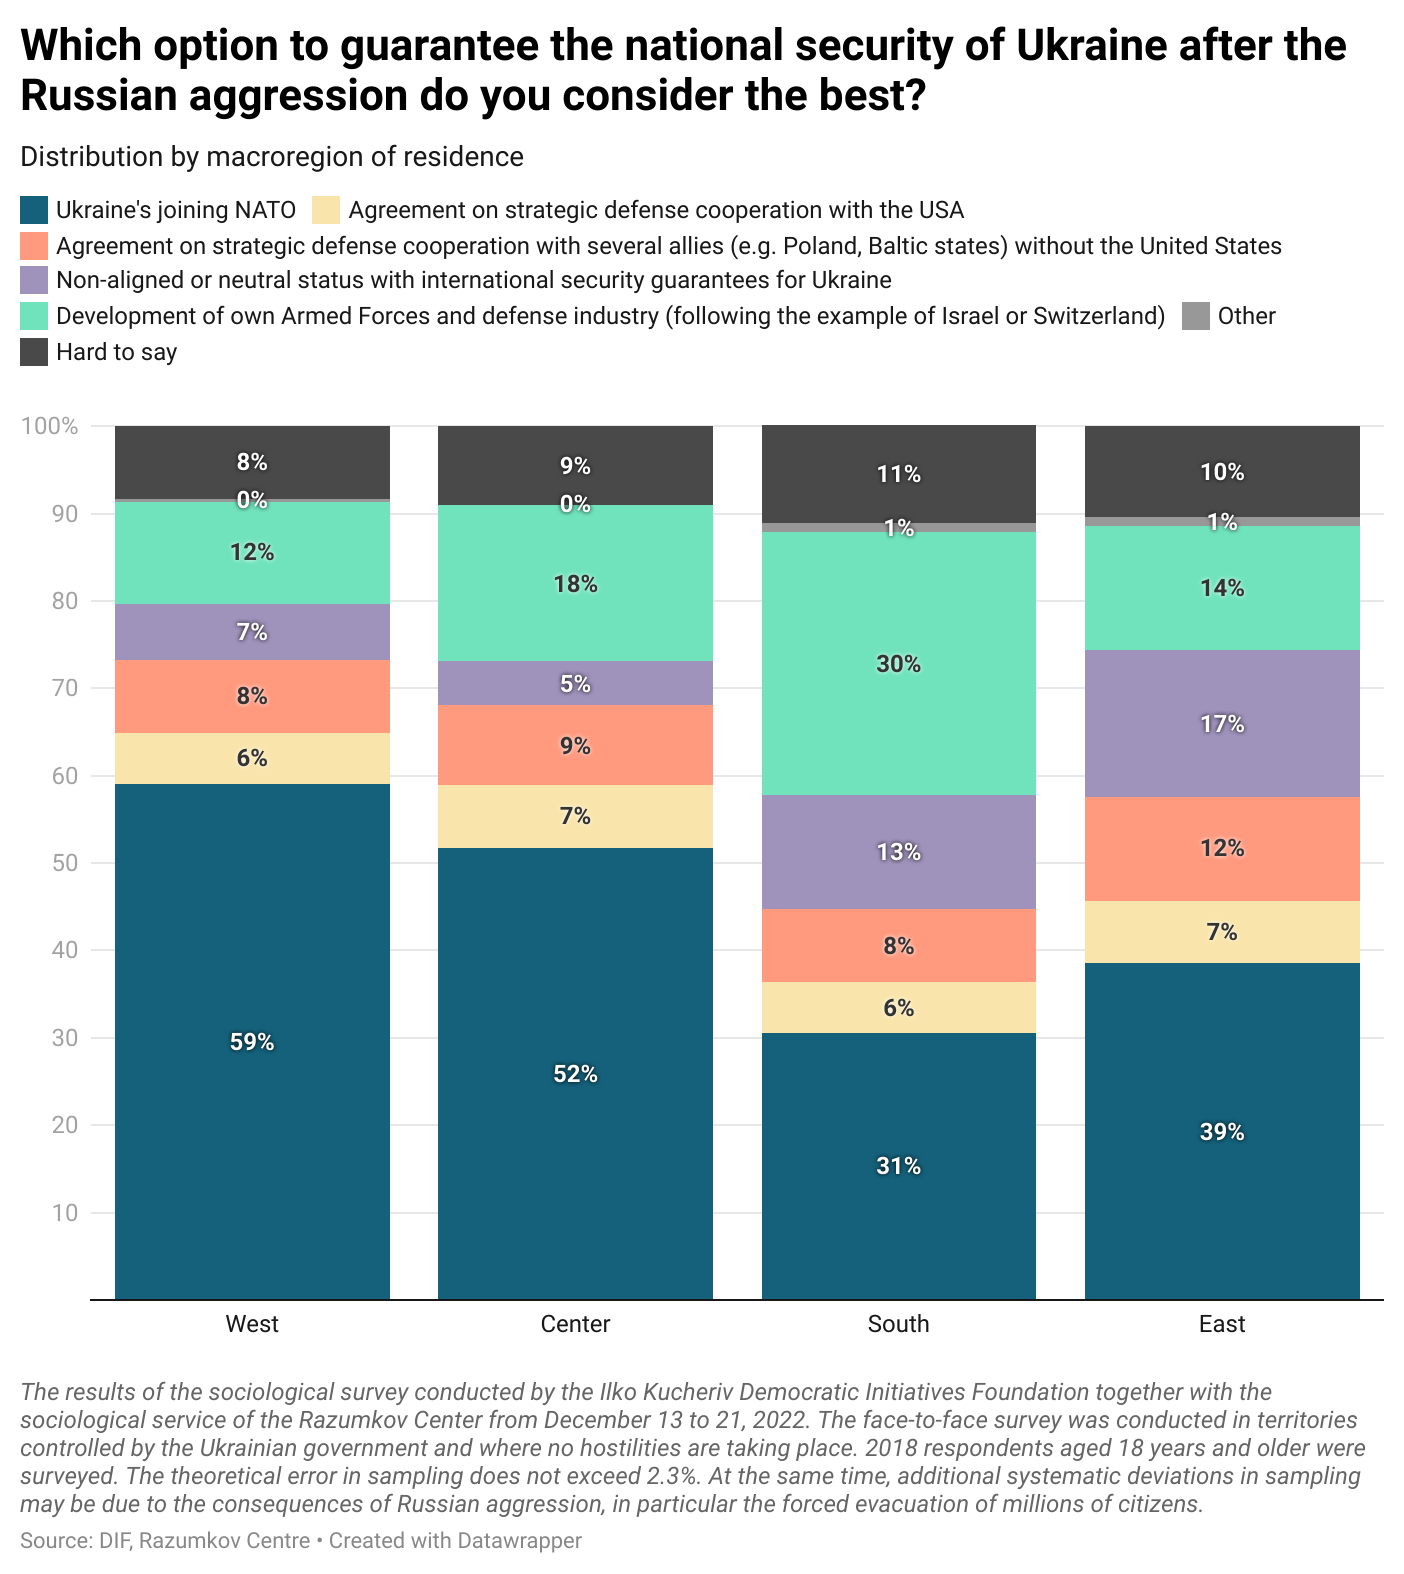 Which option to guarantee the national security of Ukraine after the
Russian aggression do you consider the best?
Distribution by macroregion of residence
Ukraine's joining NATO Agreement on strategic defense cooperation with the USA
Agreement on strategic defense cooperation with several allies (e.g. Poland, Baltic states) without the United States
Non-aligned or neutral status with international security guarantees for Ukraine
Development of own Armed Forces and defense industry (following the example of Israel or Switzerland) Other
Hard to say
100%
90
80
70
60
50
40
30
20
10
8%
0%
12%
7%
8%
6%
59%
9%
0%
18%
5%
9%
7%
52%
11%
1%
30%
13%
8%
6%
31%
10%
1%
14%
17%
12%
7%
39%
West Center South East
The results of the sociological survey conducted by the Ilko Kucheriv Democratic Initiatives Foundation together with the
sociological service of the Razumkov Center from December 13 to 21, 2022. The face-to-face survey was conducted in territories
controlled by the Ukrainian government and where no hostilities are taking place. 2018 respondents aged 18 years and older were
surveyed. The theoretical error in sampling does not exceed 2.3%. At the same time, additional systematic deviations in sampling
may be due to the consequences of Russian aggression, in particular the forced evacuation of millions of citizens.
Source: DIF, Razumkov Centre • Created with Datawrapper